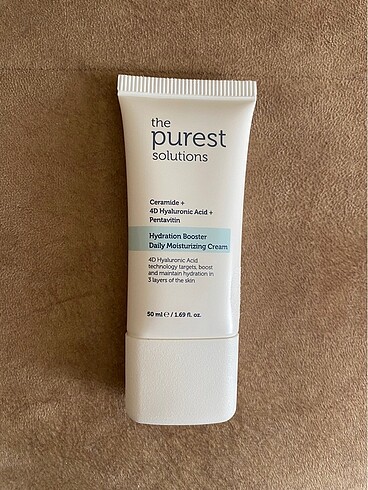 the
purest
solutions
Ceramide +
4D Hyaluronic Acid +
Pentavitin
Hydration Booster
Daily Moisturizing Cream
4D Hyaluronic Acid
technology targets, boost
and maintain hydration in
3 layers of the skin
50 ml ℮ / 1.69 fl. oz.